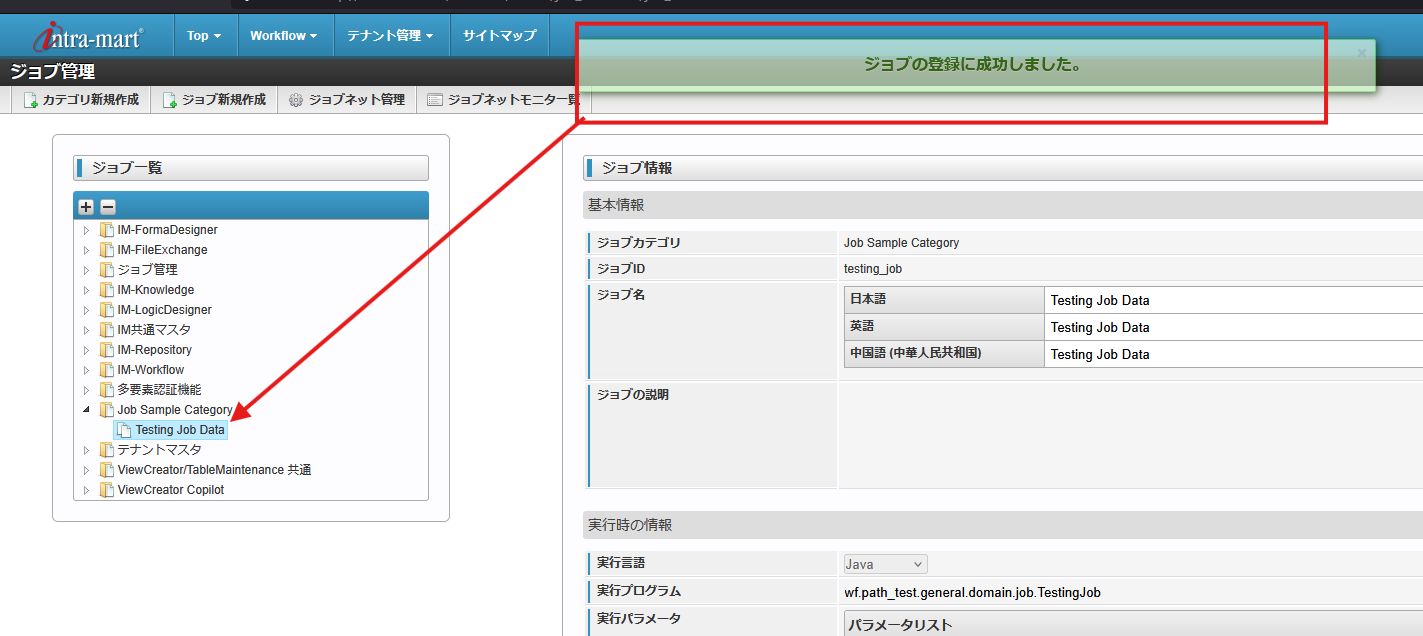 intra-mart
Top
Workflow
テナント管理
サイトマップ
ジョブの登録に成功しました。
ジョブ管理
カテゴリ新規作成
ジョブ新規作成
ジョブネット管理
ジョブネットモニター一覧
ジョブ一覧
IM-FormaDesigner
IM-FileExchange
ジョブ管理
IM-Knowledge
IM-LogicDesigner
IM共通マスタ
IM-Repository
IM-Workflow
多要素認証機能
Job Sample Category
Testing Job Data
テナントマスタ
ViewCreator/TableMaintenance 共通
ViewCreator Copilot
ジョブ情報
基本情報
ジョブカテゴリ Job Sample Category
ジョブID testing_job
ジョブ名
日本語 Testing Job Data
英語 Testing Job Data
中国語 (中華人民共和国) Testing Job Data
ジョブの説明
実行時の情報
実行言語 Java
実行プログラム wf.path_test.general.domain.job.TestingJob
実行パラメータ
パラメータリスト